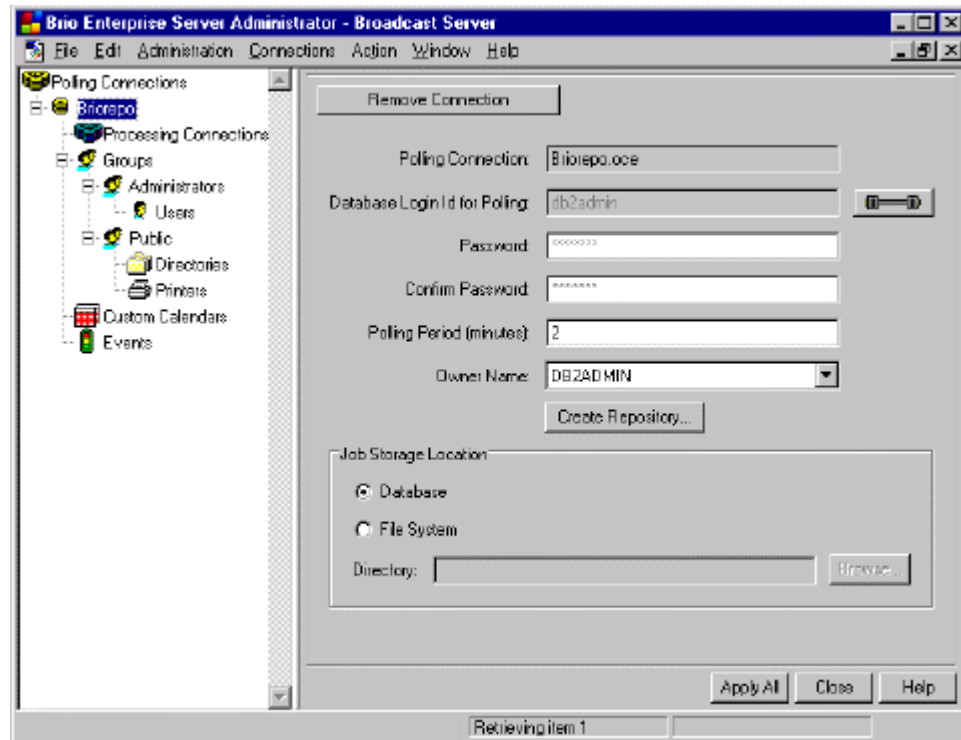 Brio Enterprise Server Administrator - Broadcast Server
File Edit Administration Connections Action Window Help
Polling Connections
Briorepo
Processing Connections
Groups
Administrators
Users
Public
Directories
Printers
Custom Calendars
Events
Remove Connection
Polling Connection: Briorepo.oce
Database Login Id for Polling: db2admin
Password: *******
Confirm Password: *******
Polling Period (minutes): 2
Owner Name: DB2ADMIN
Create Repository...
Job Storage Location
Database
File System
Directory: Browse...
Apply All Close Help
Retrieving item 1